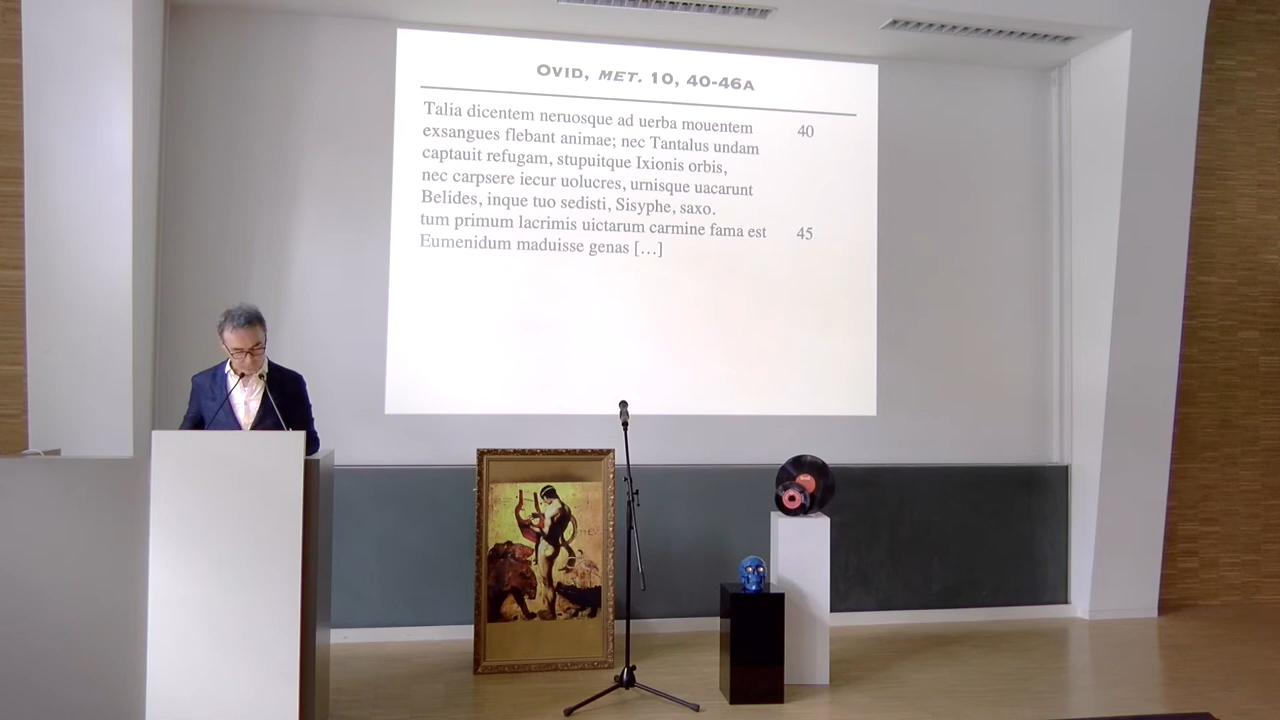 OVID, MET. 10, 40-46A
Talia dicentem neruosque ad uerba mouentem 40
exsangues flebant animae; nec Tantalus undam
captauit refugam, stupuitque Ixionis orbis,
nec carpsere iecur uolucres, urnisque uacarunt
Belides, inque tuo sedisti, Sisyphe, saxo.
tum primum lacrimis uictarum carmine fama est 45
Eumenidum maduisse genas […]